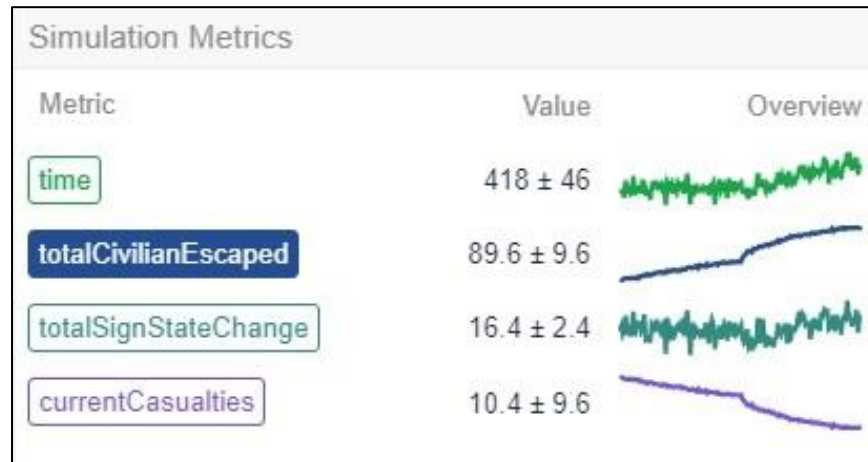 Simulation Metrics
Metric Value Overview
time 418 ± 46
totalCivilianEscaped 89.6 ± 9.6
totalSignStateChange 16.4 ± 2.4
currentCasualties 10.4 ± 9.6